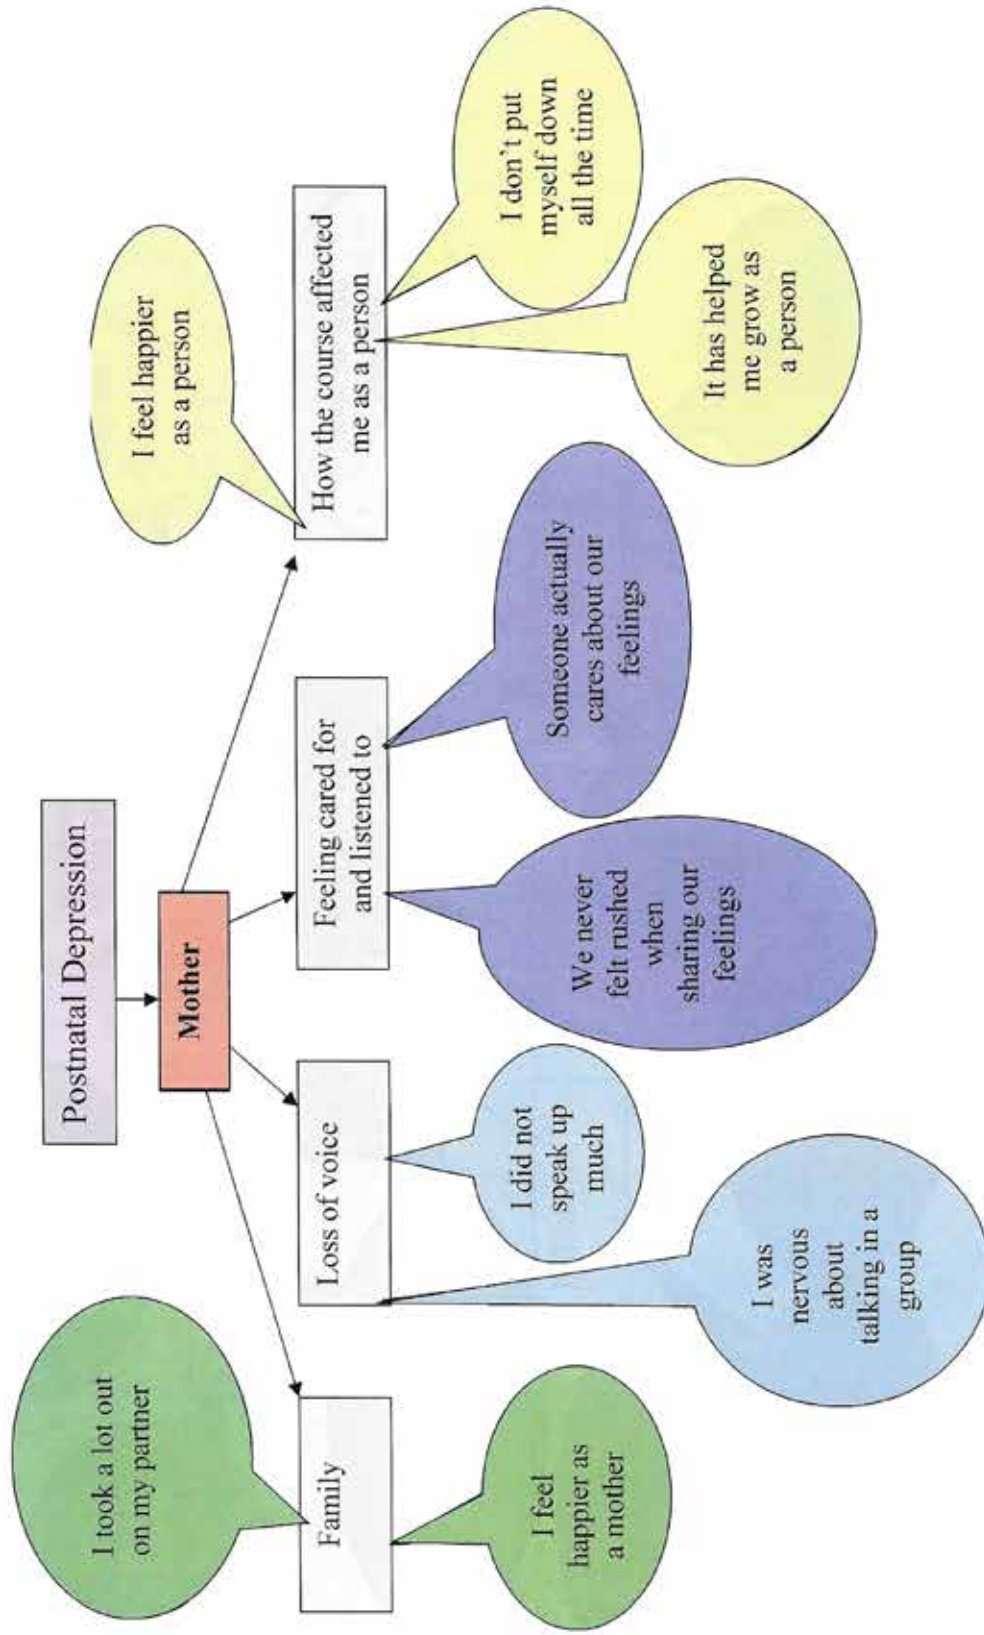 Postnatal Depression
Mother
Family
Loss of voice
Feeling cared for
and listened to
How the course affected
me as a person
I took a lot out
on my partner
I feel
happier as
a mother
I did not
speak up
much
I was
nervous
about
talking in a
group
We never
felt rushed
when
sharing our
feelings
Someone actually
cares about our
feelings
I feel happier
as a person
I don't put
myself down
all the time
It has helped
me grow as
a person